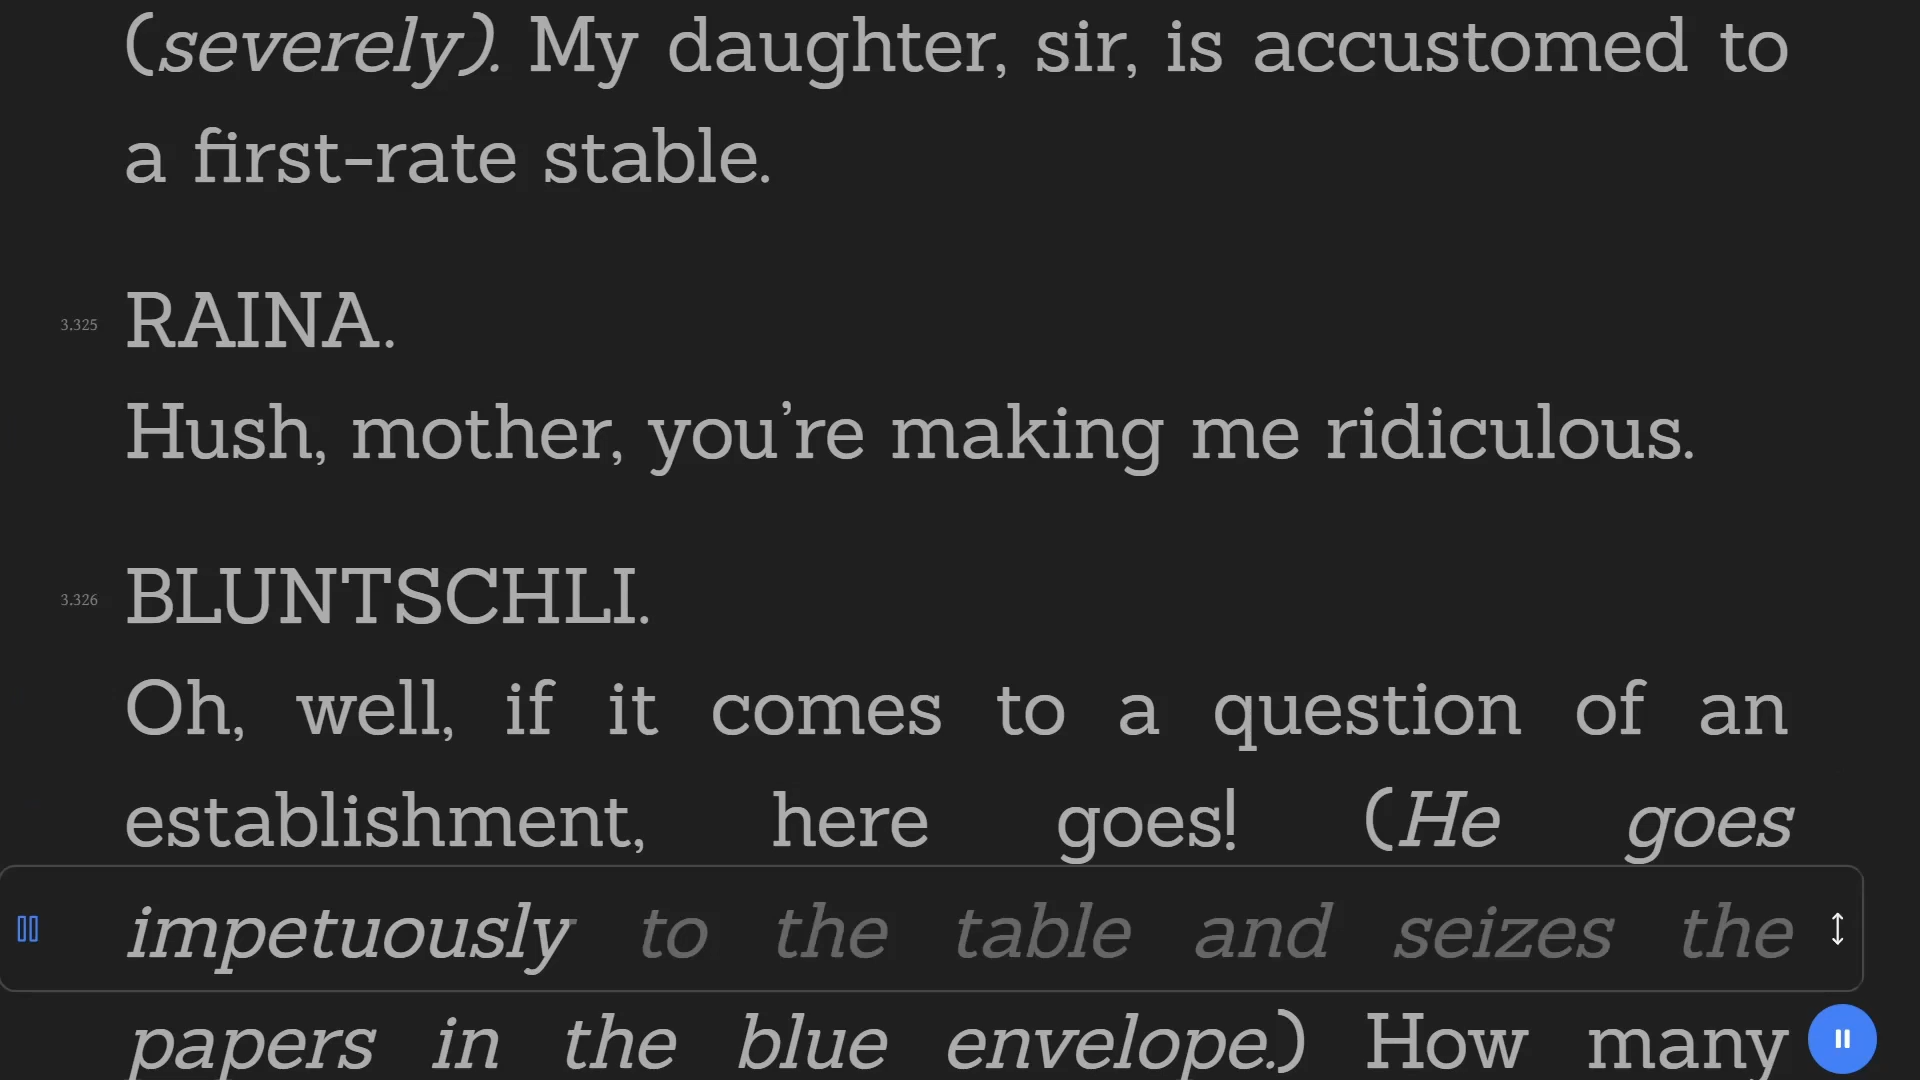 (severely). My daughter, sir, is accustomed to
a first-rate stable.
3.325 RAINA.
Hush, mother, you’re making me ridiculous.
3.326 BLUNTSCHLI.
Oh, well, if it comes to a question of an
establishment, here goes! (He goes
impetuously to the table and seizes the
papers in the blue envelope.) How many